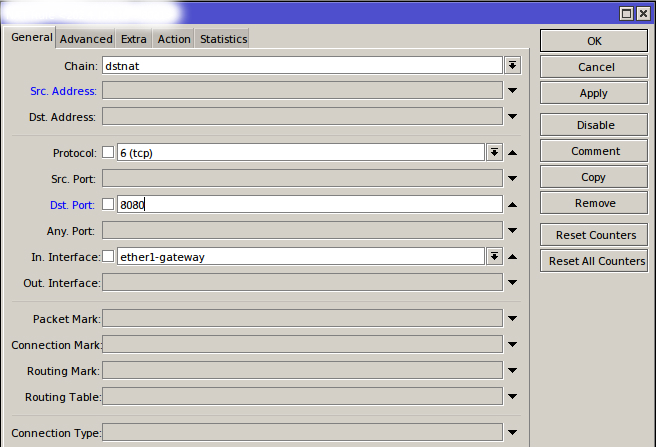 General Advanced Extra Action Statistics
OK
Chain: dstnat
Cancel
Src. Address:
Apply
Dst. Address:
Disable
Protocol: 6 (tcp)
Comment
Src. Port:
Copy
Dst. Port: 8080
Remove
Any. Port:
Reset Counters
In. Interface: ether1-gateway
Reset All Counters
Out. Interface:
Packet Mark:
Connection Mark:
Routing Mark:
Routing Table:
Connection Type: